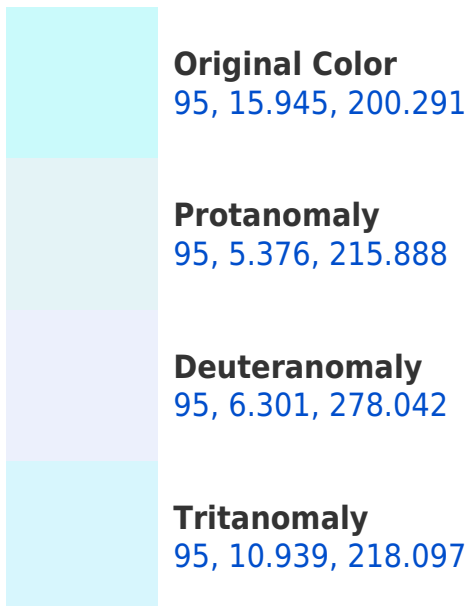 Original Color
95, 15.945, 200.291
Protanomaly
95, 5.376, 215.888
Deuteranomaly
95, 6.301, 278.042
Tritanomaly
95, 10.939, 218.097